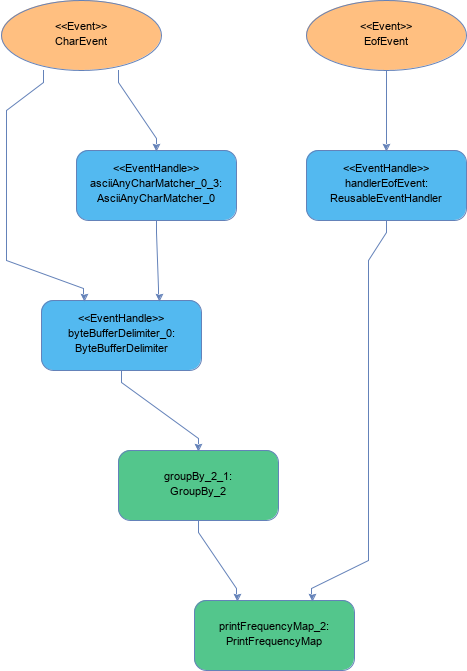 <<Event>>
CharEvent
<<Event>>
EofEvent
<<EventHandle>>
asciiAnyCharMatcher_0_3:
AsciiAnyCharMatcher_0
<<EventHandle>>
handlerEofEvent:
ReusableEventHandler
<<EventHandle>>
byteBufferDelimiter_0:
ByteBufferDelimiter
groupBy_2_1:
GroupBy_2
printFrequencyMap_2:
PrintFrequencyMap